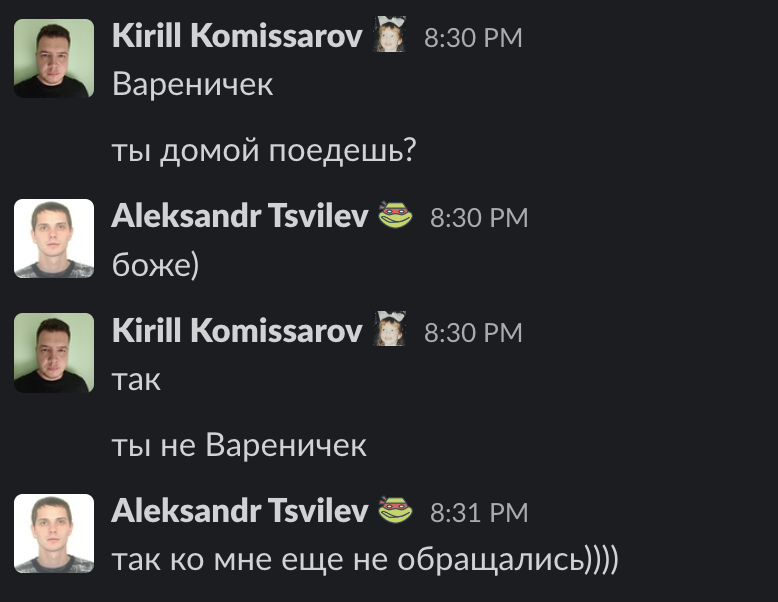 Kirill Komissarov 8:30 PM
Вареничек
ты домой поедешь?
Aleksandr Tsvilev 8:30 PM
боже)
Kirill Komissarov 8:30 PM
так
ты не Вареничек
Aleksandr Tsvilev 8:31 PM
так ко мне еще не обращались))))